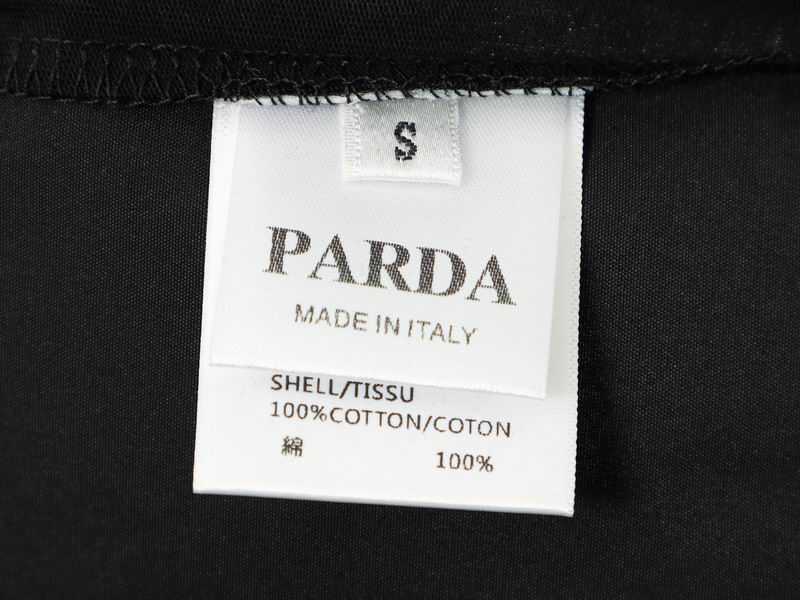 S
PARDA
MADE IN ITALY
SHELL/TISSU
100%COTTON/COTON
綿 100%